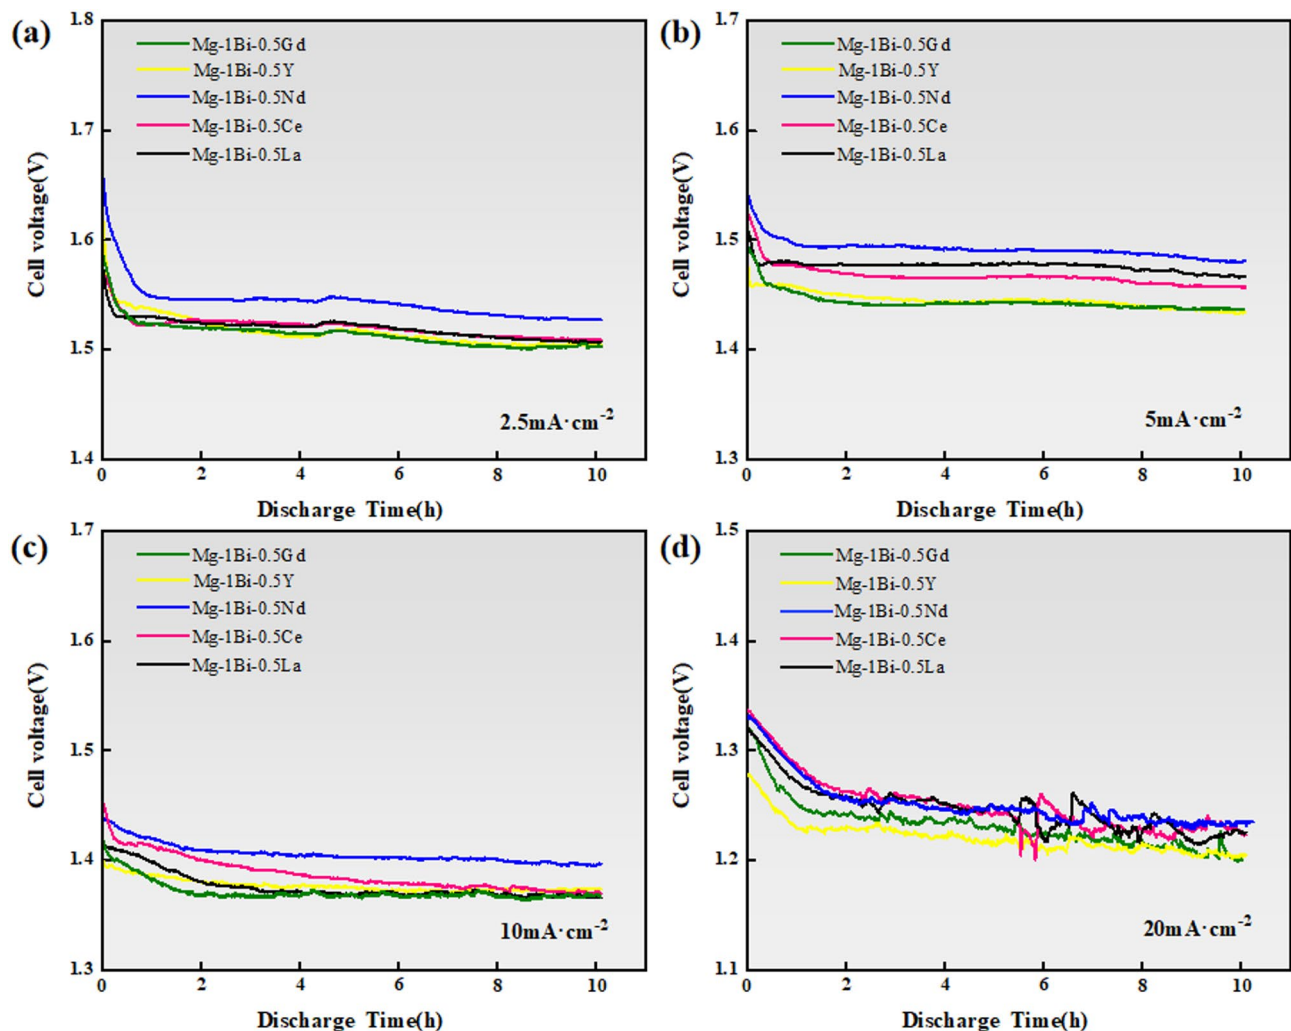 (a)
1.8
1.7
1.6
1.5
1.4
Cell voltage(V)
Mg-1Bi-0.5Gd
Mg-1Bi-0.5Y
Mg-1Bi-0.5Nd
Mg-1Bi-0.5Ce
Mg-1Bi-0.5La
2.5mA·cm⁻²
0 2 4 6 8 10
Discharge Time(h)
(b)
1.7
1.6
1.5
1.4
1.3
Cell voltage(V)
Mg-1Bi-0.5Gd
Mg-1Bi-0.5Y
Mg-1Bi-0.5Nd
Mg-1Bi-0.5Ce
Mg-1Bi-0.5La
5mA·cm⁻²
0 2 4 6 8 10
Discharge Time(h)
(c)
1.7
1.6
1.5
1.4
1.3
Cell voltage(V)
Mg-1Bi-0.5Gd
Mg-1Bi-0.5Y
Mg-1Bi-0.5Nd
Mg-1Bi-0.5Ce
Mg-1Bi-0.5La
10mA·cm⁻²
0 2 4 6 8 10
Discharge Time(h)
(d)
1.5
1.4
1.3
1.2
1.1
Cell voltage(V)
Mg-1Bi-0.5Gd
Mg-1Bi-0.5Y
Mg-1Bi-0.5Nd
Mg-1Bi-0.5Ce
Mg-1Bi-0.5La
20mA·cm⁻²
0 2 4 6 8 10
Discharge Time(h)